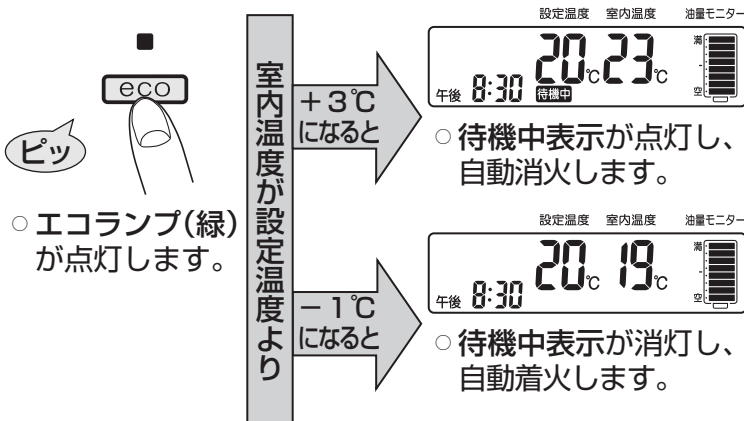 eco
ピッ
○ エコランプ(緑)
が点灯します。
室内温度が設定温度より
+3℃
になると
設定温度 室内温度 油量モニター
満
午後 8:30 20℃ 23℃
待機中
空
○ 待機中表示が点灯し、
自動消火します。
-1℃
になると
設定温度 室内温度 油量モニター
満
午後 8:30 20℃ 19℃
空
○ 待機中表示が消灯し、
自動着火します。